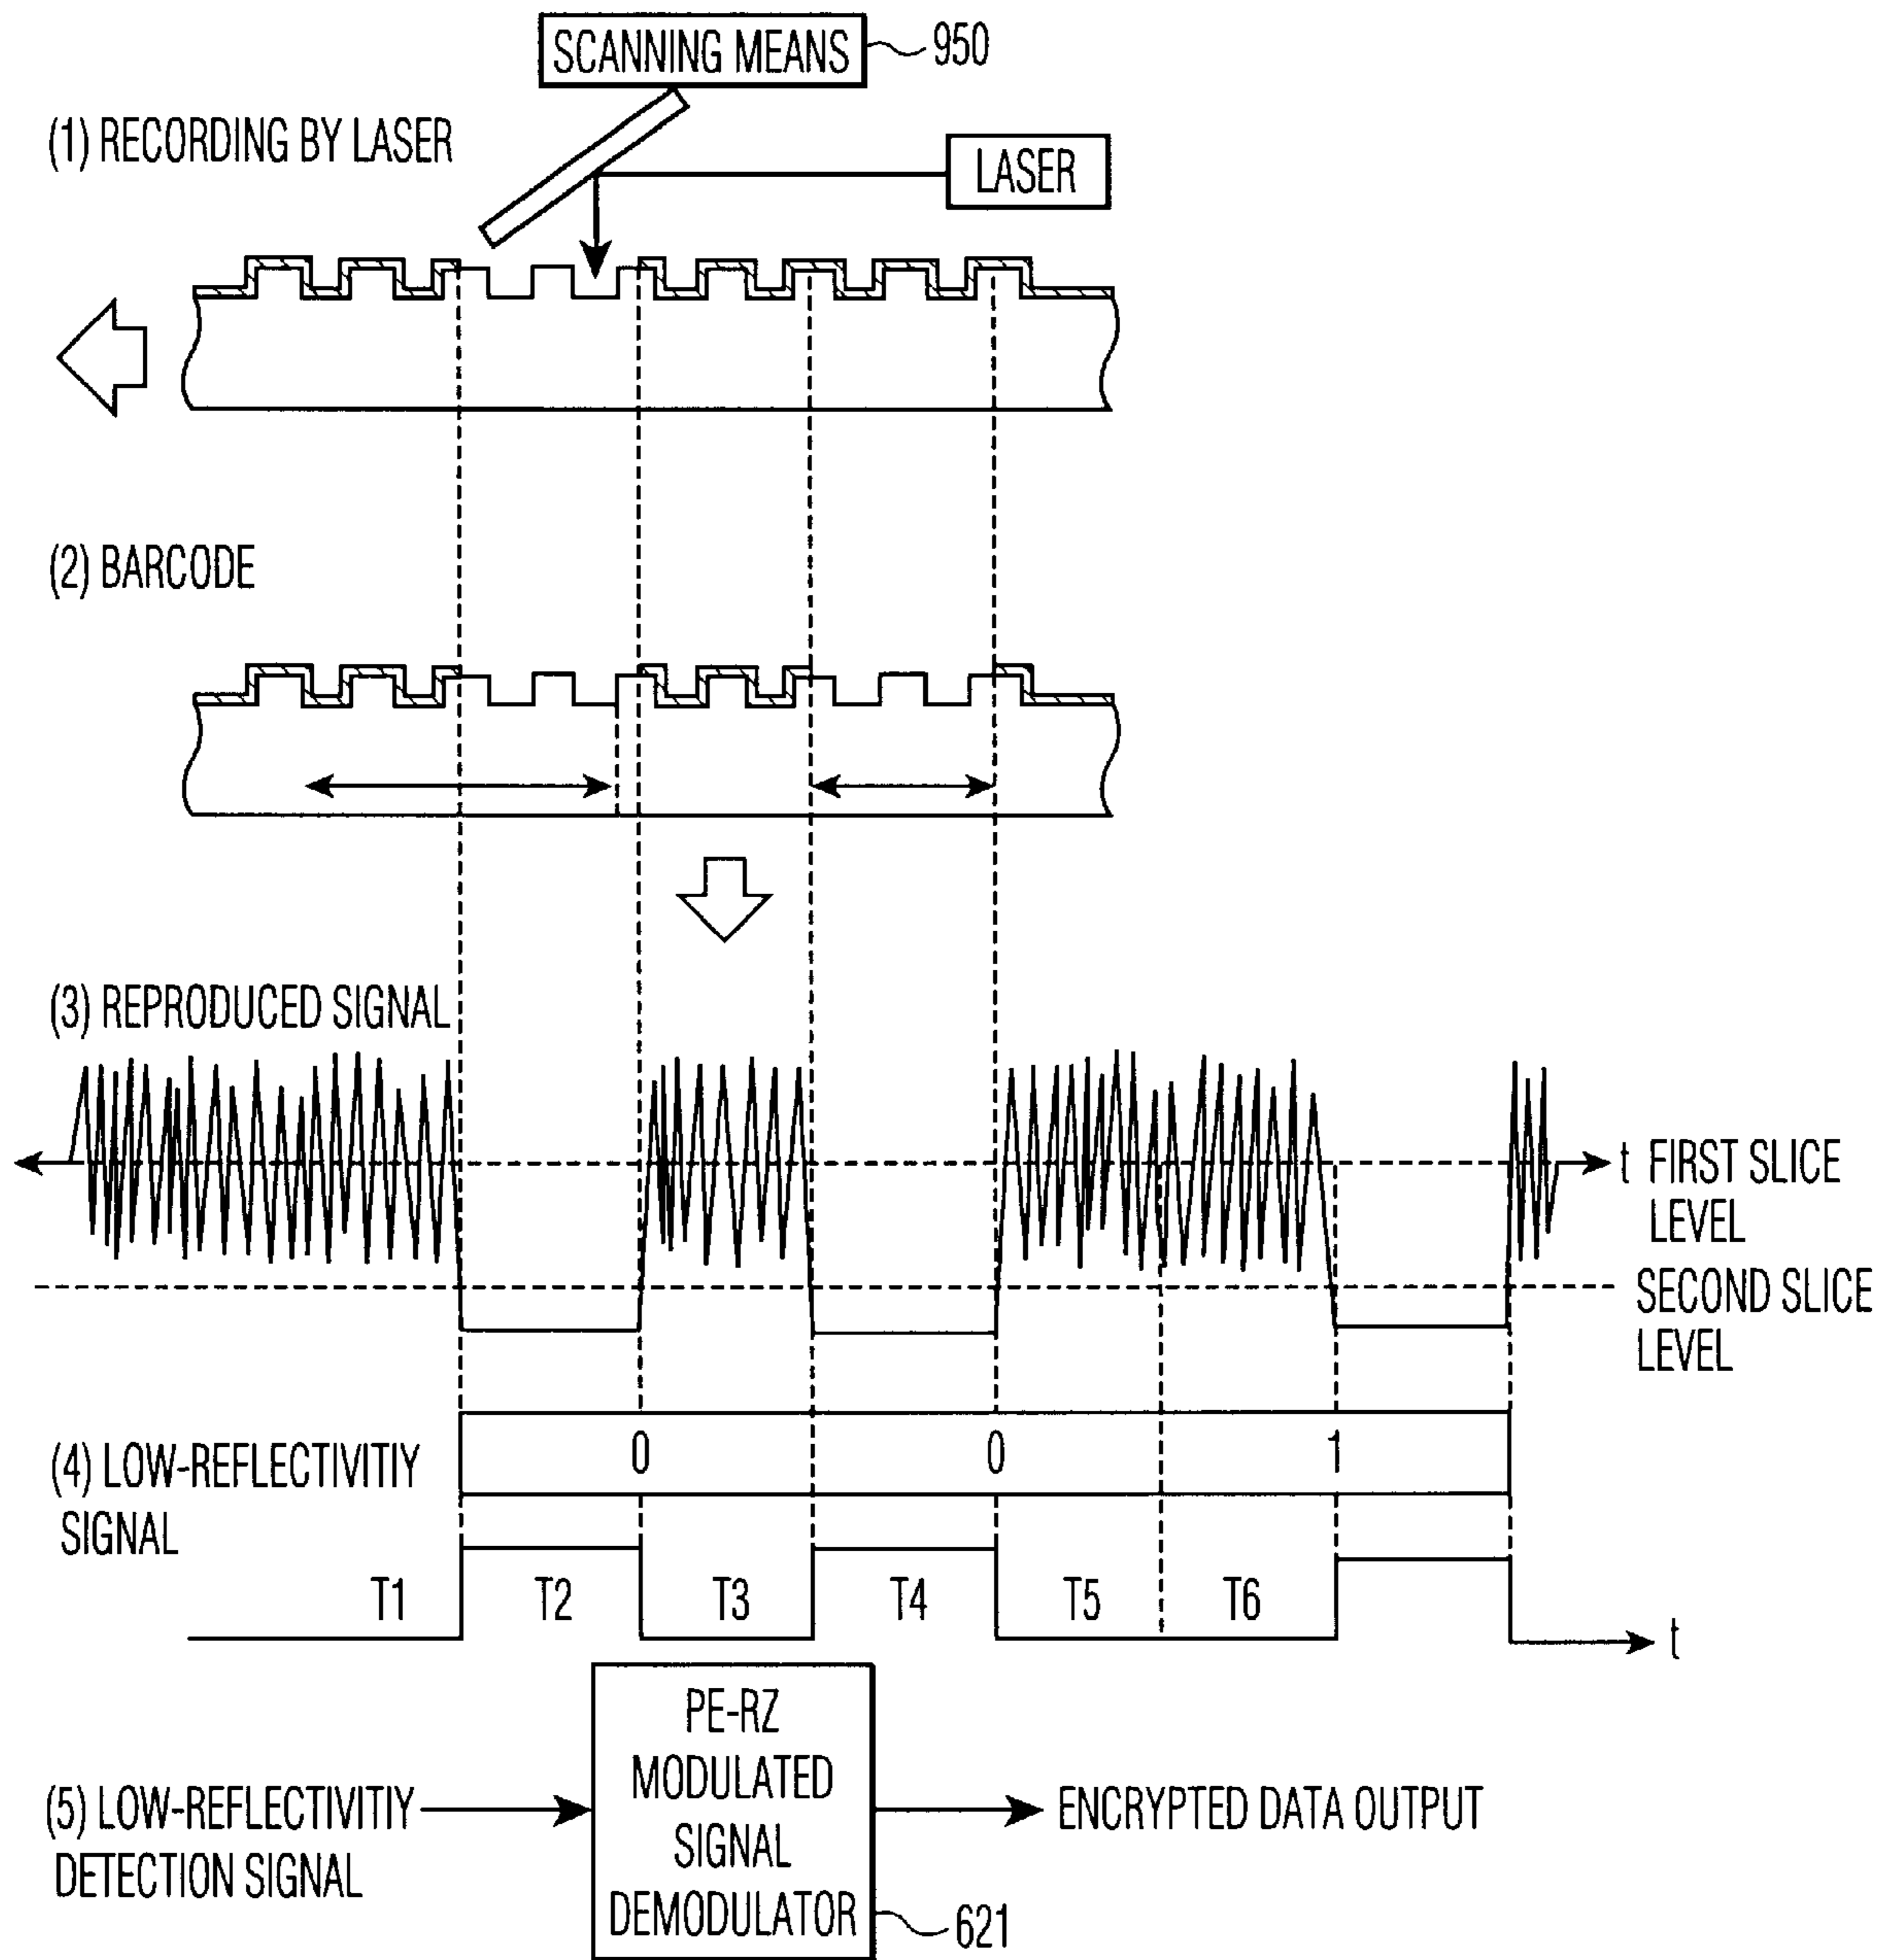 SCANNING MEANS
950
(1) RECORDING BY LASER
LASER
(2) BARCODE
(3) REPRODUCED SIGNAL
t FIRST SLICE
LEVEL
SECOND SLICE
LEVEL
0 0 1
(4) LOW-REFLECTIVITIY
SIGNAL
T1 T2 T3 T4 T5 T6
t
PE-RZ
MODULATED
SIGNAL
DEMODULATOR
621
(5) LOW-REFLECTIVITIY
DETECTION SIGNAL
ENCRYPTED DATA OUTPUT